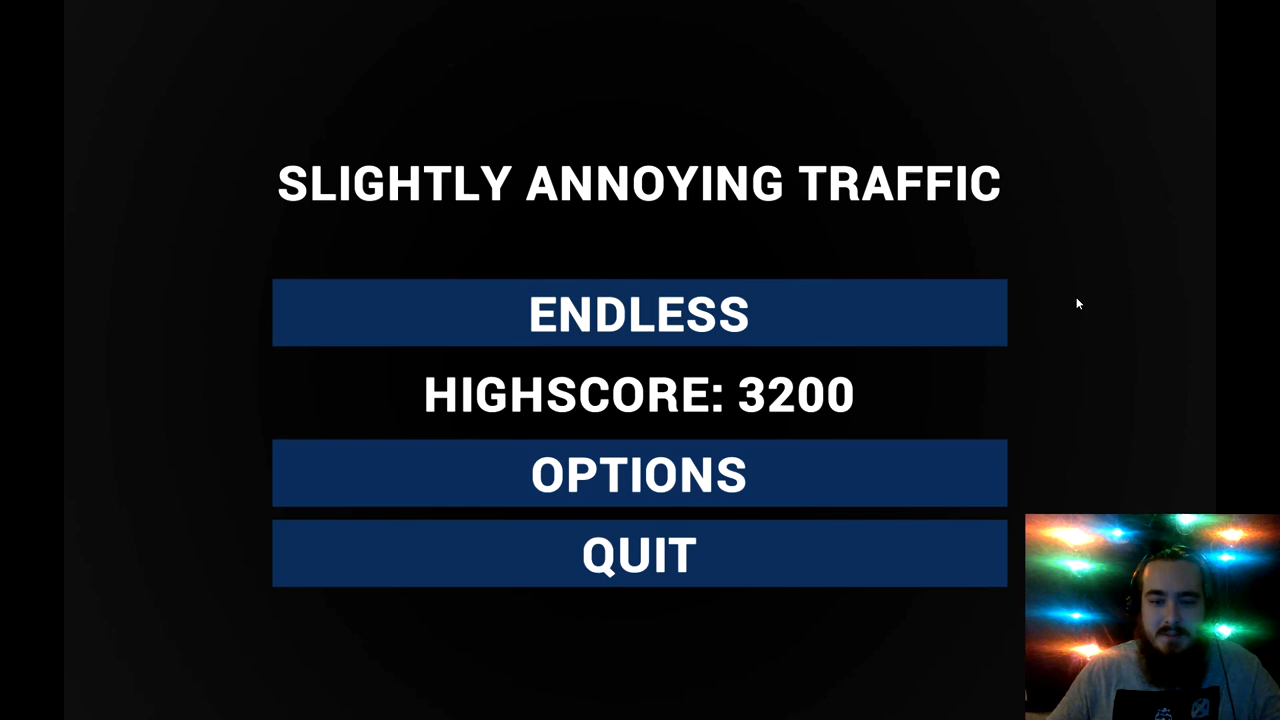 SLIGHTLY ANNOYING TRAFFIC
ENDLESS
HIGHSCORE: 3200
OPTIONS
QUIT